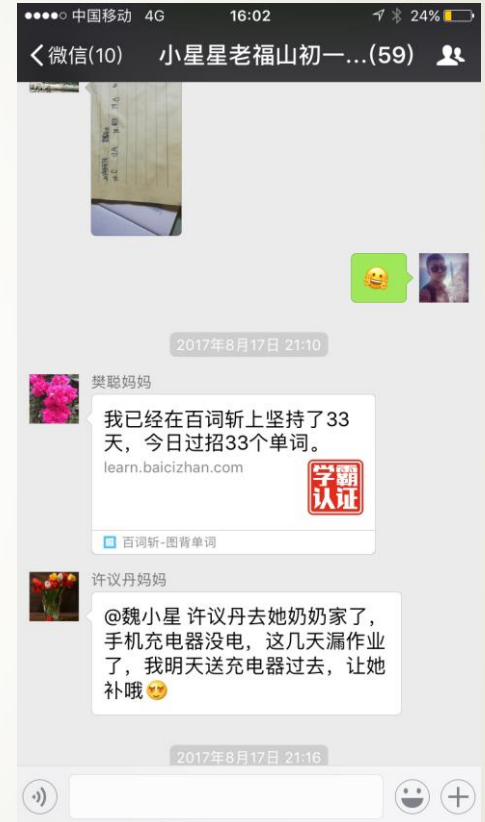 中国移动 4G 16:02 24%
微信(10) 小星星老福山初一...(59)
2017年8月17日 21:10
樊聪妈妈
我已经在百词斩上坚持了33
天，今日过招33个单词。
learn.baicizhan.com
学霸
认证
百词斩-图背单词
许议丹妈妈
@魏小星 许议丹去她奶奶家了，
手机充电器没电，这几天漏作业
了，我明天送充电器过去，让她
补哦
2017年8月17日 21:16